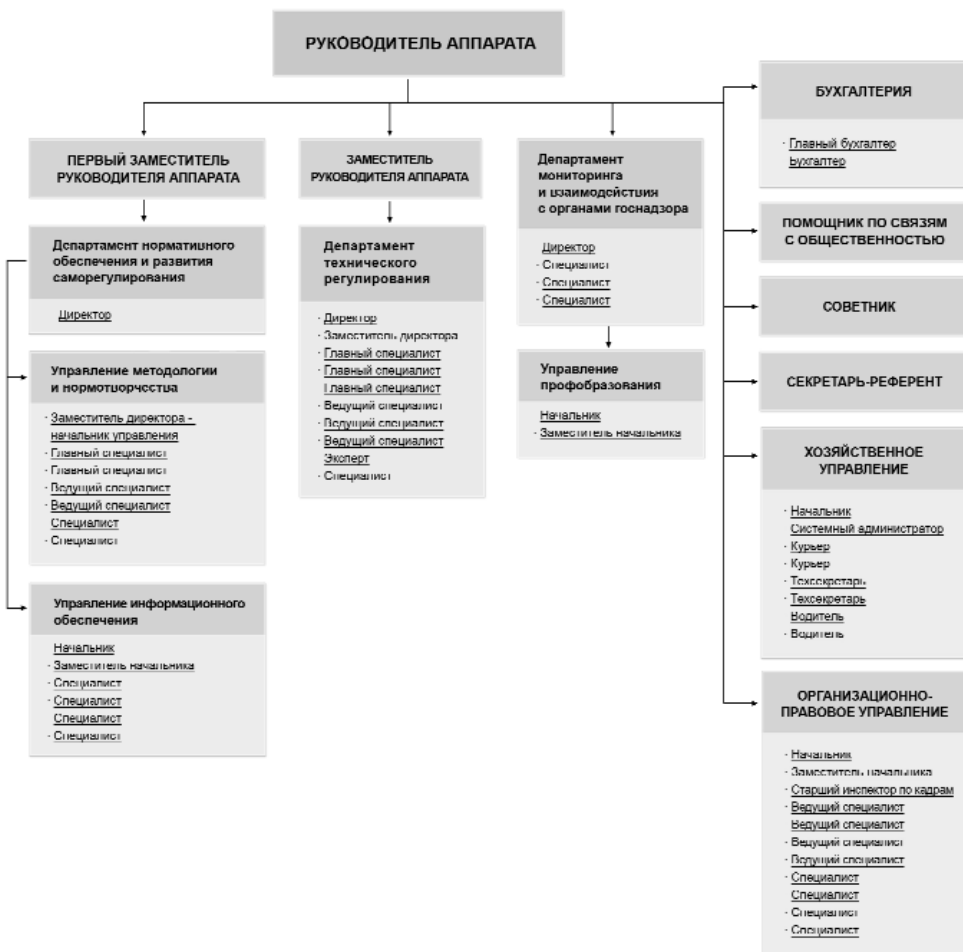 РУКОВОДИТЕЛЬ АППАРАТА
ПЕРВЫЙ ЗАМЕСТИТЕЛЬ
РУКОВОДИТЕЛЯ АППАРАТА
Департамент нормативного
обеспечения и развития
саморегулирования
Директор
Управление методологии
и нормотворчества
· Заместитель директора -
начальник управления
· Главный специалист
· Главный специалист
· Ведущий специалист
· Ведущий специалист
Специалист
· Специалист
Управление информационного
обеспечения
Начальник
· Заместитель начальника
· Специалист
· Специалист
Специалист
· Специалист
ЗАМЕСТИТЕЛЬ
РУКОВОДИТЕЛЯ АППАРАТА
Департамент
технического
регулирования
· Директор
· Заместитель директора
· Главный специалист
· Главный специалист
Главный специалист
· Ведущий специалист
· Ведущий специалист
· Ведущий специалист
Эксперт
· Специалист
Департамент
мониторинга
и взаимодействия
с органами госнадзора
Директор
· Специалист
· Специалист
· Специалист
Управление
профобразования
Начальник
· Заместитель начальника
БУХГАЛТЕРИЯ
· Главный бухгалтер
Бухгалтер
ПОМОЩНИК ПО СВЯЗЯМ
С ОБЩЕСТВЕННОСТЬЮ
СОВЕТНИК
СЕКРЕТАРЬ-РЕФЕРЕНТ
ХОЗЯЙСТВЕННОЕ
УПРАВЛЕНИЕ
· Начальник
Системный администратор
· Курьер
· Курьер
· Техсекретарь
· Техсекретарь
Водитель
· Водитель
ОРГАНИЗАЦИОННО-
ПРАВОВОЕ УПРАВЛЕНИЕ
· Начальник
· Заместитель начальника
· Старший инспектор по кадрам
· Ведущий специалист
Ведущий специалист
· Ведущий специалист
· Ведущий специалист
· Специалист
Специалист
· Специалист
· Специалист